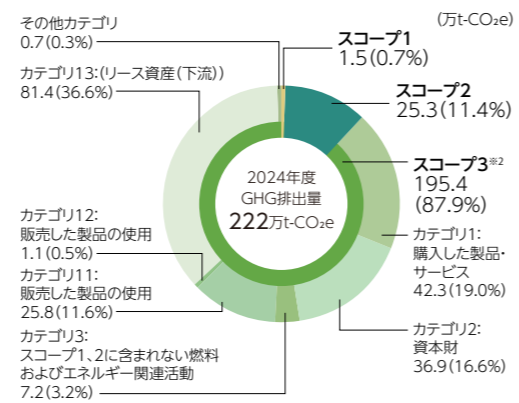 (万t-CO₂e)
その他カテゴリ
0.7(0.3%)
カテゴリ13:(リース資産(下流))
81.4(36.6%)
カテゴリ12:
販売した製品の使用
1.1(0.5%)
カテゴリ11:
販売した製品の使用
25.8(11.6%)
カテゴリ3:
スコープ1、2に含まれない燃料
およびエネルギー関連活動
7.2(3.2%)
2024年度
GHG排出量
222万t-CO₂e
スコープ1
1.5(0.7%)
スコープ2
25.3(11.4%)
スコープ3※2
195.4
(87.9%)
カテゴリ1:
購入した製品・
サービス
42.3(19.0%)
カテゴリ2:
資本財
36.9(16.6%)